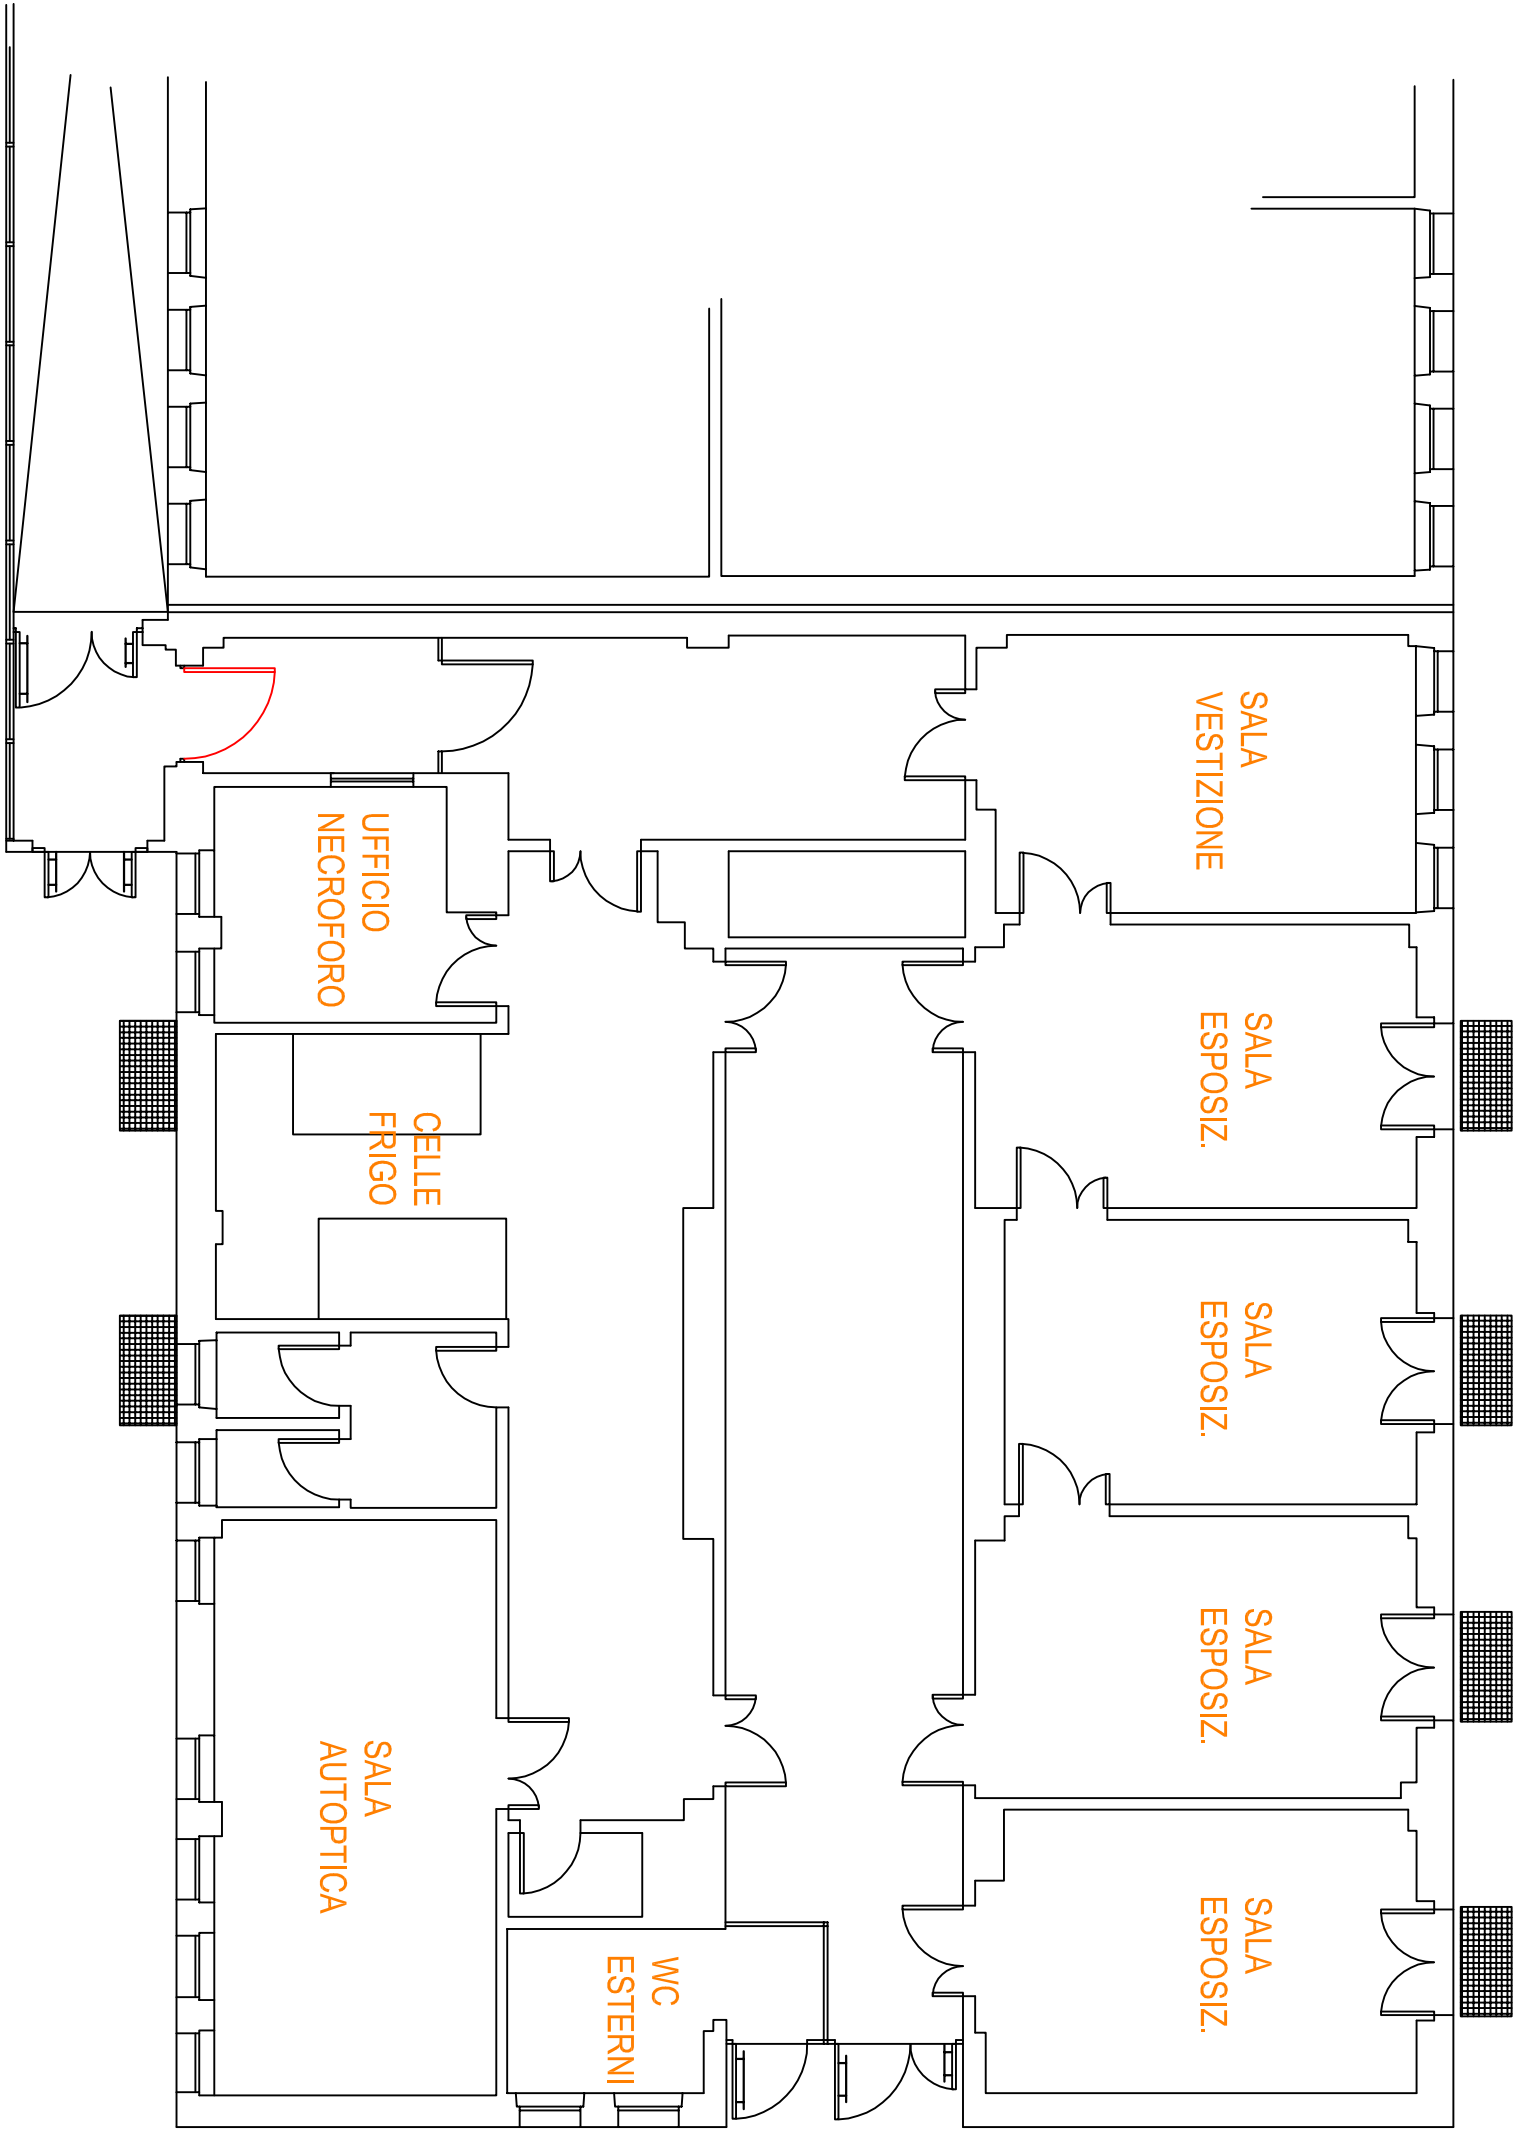 SALA
VESTIZIONE
UFFICIO
NECROFORO
SALA
ESPOSIZ.
CELLE
FRIGO
SALA
ESPOSIZ.
SALA
ESPOSIZ.
SALA
AUTOPTICA
SALA
ESPOSIZ.
WC
ESTERNI